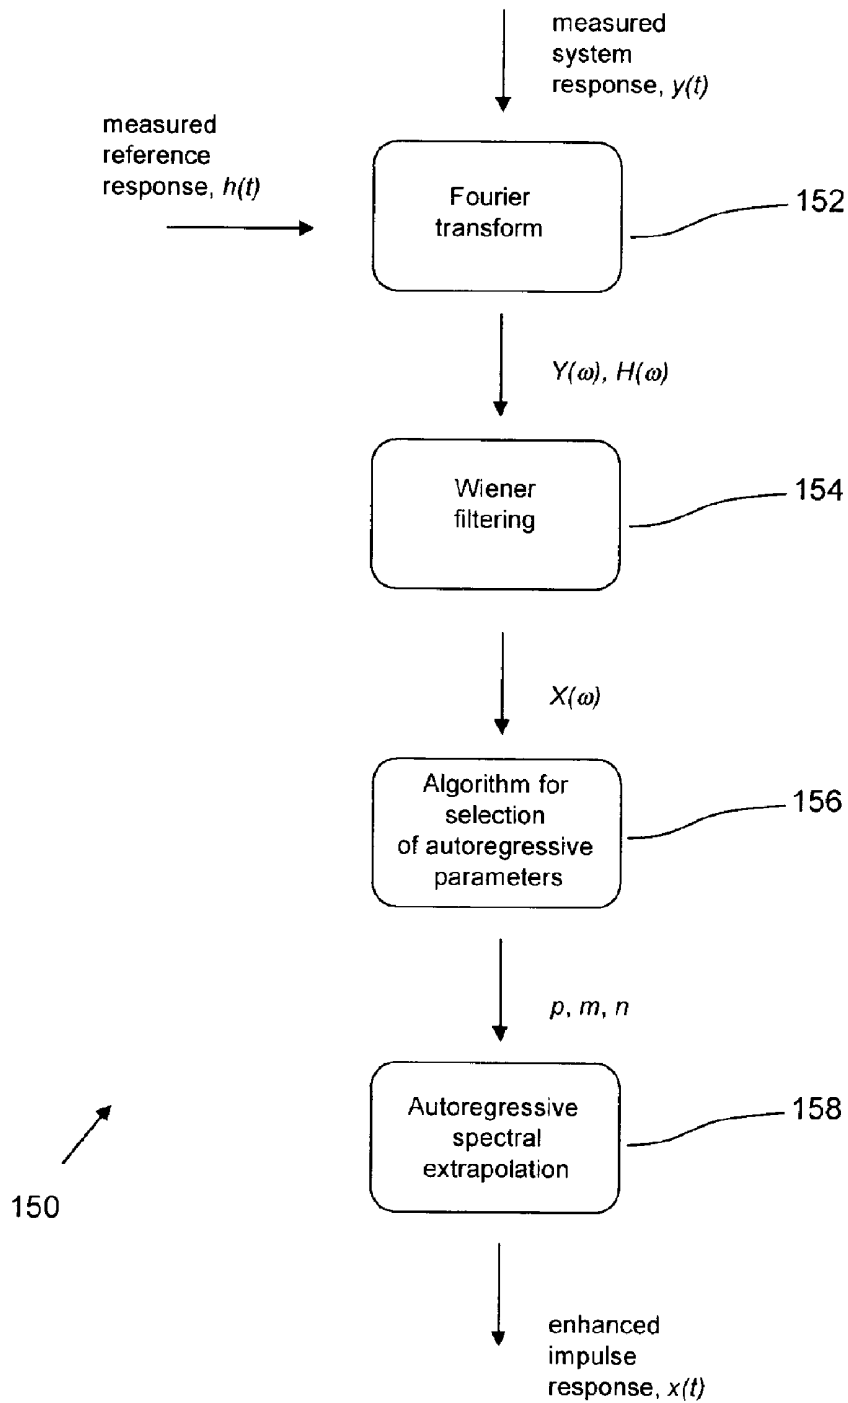 measured
system
response, y(t)
measured
reference
response, h(t)
Fourier
transform
152
Y(ω), H(ω)
Wiener
filtering
154
X(ω)
Algorithm for
selection
of autoregressive
parameters
156
p, m, n
Autoregressive
spectral
extrapolation
158
150
enhanced
impulse
response, x(t)